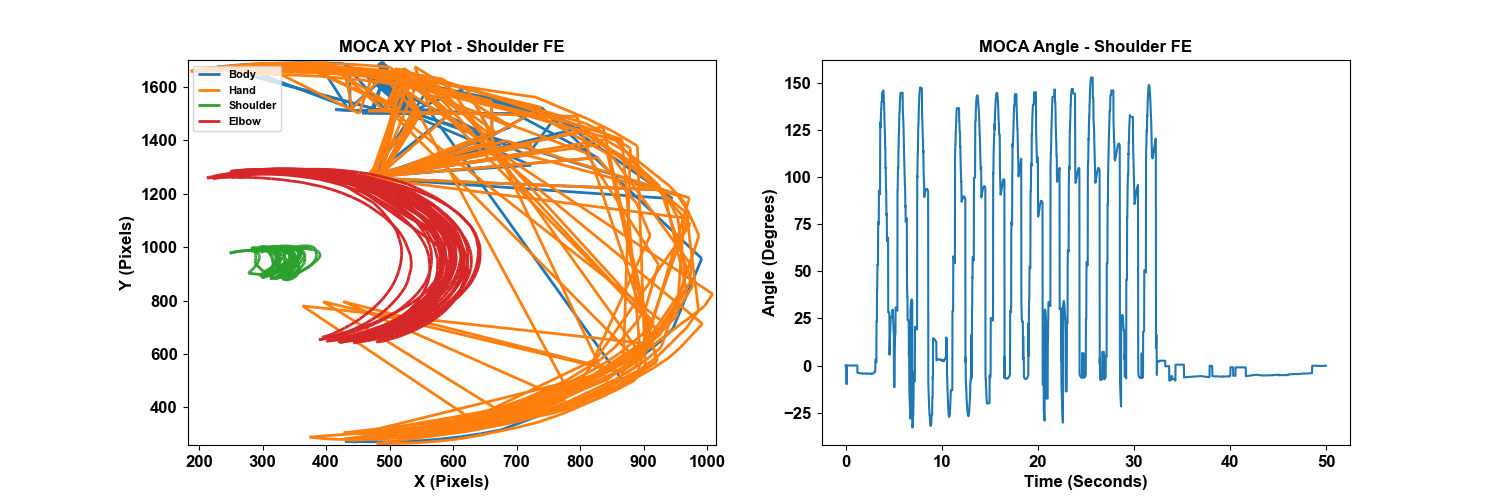 MOCA XY Plot - Shoulder FE
Body
Hand
Shoulder
Elbow
1600
1400
1200
1000
800
600
400
Y (Pixels)
200 300 400 500 600 700 800 900 1000
X (Pixels)
MOCA Angle - Shoulder FE
150
125
100
75
50
25
0
−25
Angle (Degrees)
0 10 20 30 40 50
Time (Seconds)